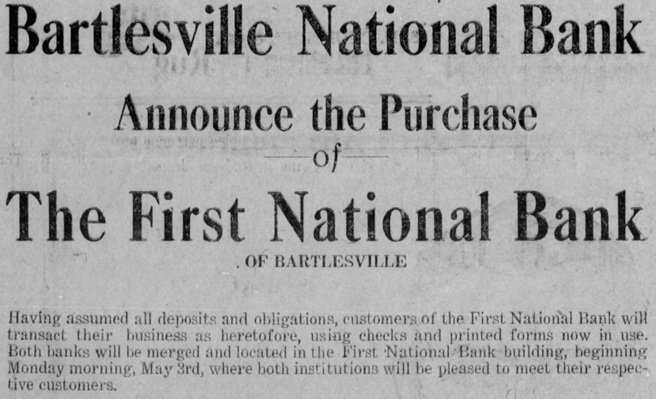 Bartlesville National Bank
Announce the Purchase
of
The First National Bank
OF BARTLESVILLE
Having assumed all deposits and obligations, customers of the First National Bank will
transact their business as heretofore, using checks and printed forms now in use.
Both banks will be merged and located in the First National Bank building, beginning
Monday morning, May 3rd, where both institutions will be pleased to meet their respec-
tive customers.